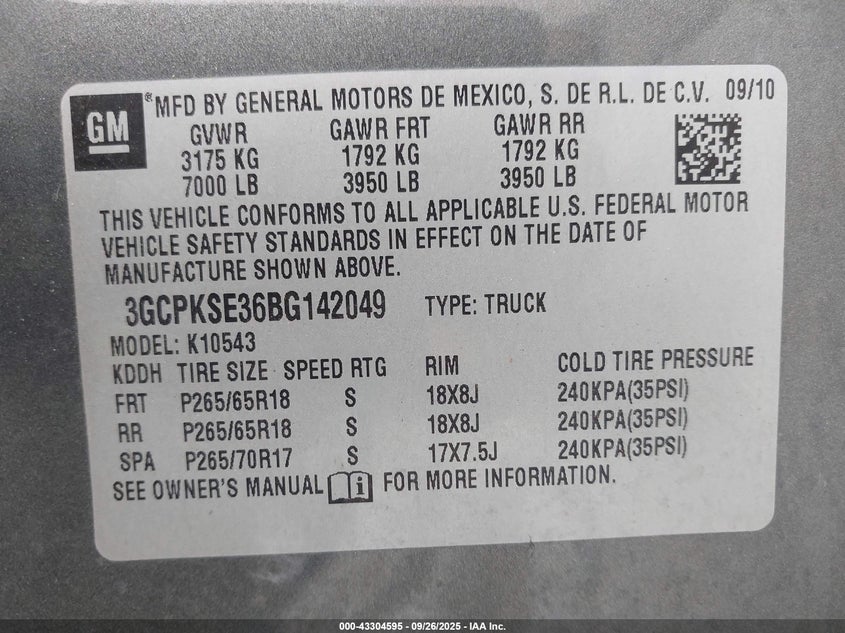 GM
®MFD BY GENERAL MOTORS DE MEXICO, S. DE R.L. DE C.V. 09/10
GVWR GAWR FRT GAWR RR
3175 KG 1792 KG 1792 KG
7000 LB 3950 LB 3950 LB
THIS VEHICLE CONFORMS TO ALL APPLICABLE U.S. FEDERAL MOTOR
VEHICLE SAFETY STANDARDS IN EFFECT ON THE DATE OF
MANUFACTURE SHOWN ABOVE.
3GCPKSE36BG142049 TYPE: TRUCK
MODEL: K10543
KDDH TIRE SIZE SPEED RTG RIM COLD TIRE PRESSURE
FRT P265/65R18 S 18X8J 240KPA(35PSI)
RR P265/65R18 S 18X8J 240KPA(35PSI)
SPA P265/70R17 S 17X7.5J 240KPA(35PSI)
SEE OWNER'S MANUAL i FOR MORE INFORMATION.
000-43304595 - 09/26/2025 - IAA Inc.